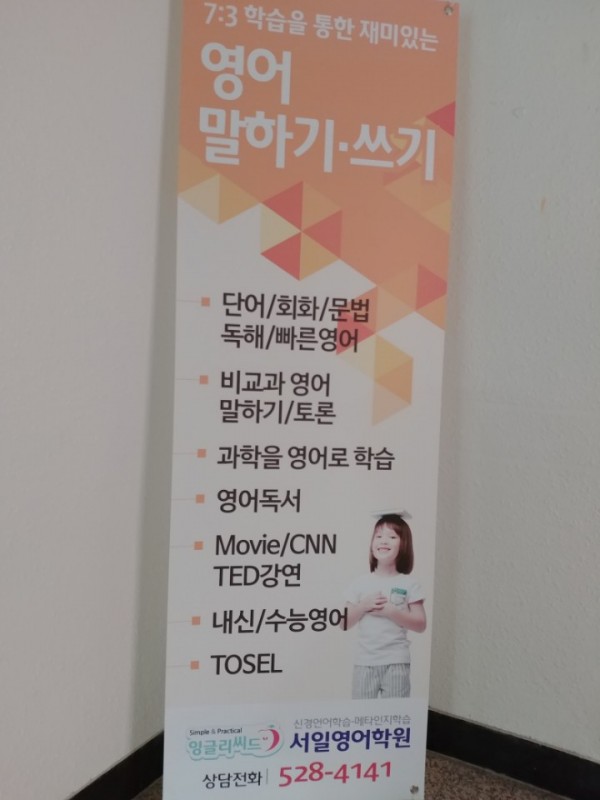 7:3 학습을 통한 재미있는
영어
말하기·쓰기
단어/회화/문법
독해/빠른영어
비교과 영어
말하기/토론
과학을 영어로 학습
영어독서
Movie/CNN
TED강연
내신/수능영어
TOSEL
Simple & Practical
잉글리씨드
신경언어학습·메타인지학습
서일영어학원
상담전화 528-4141